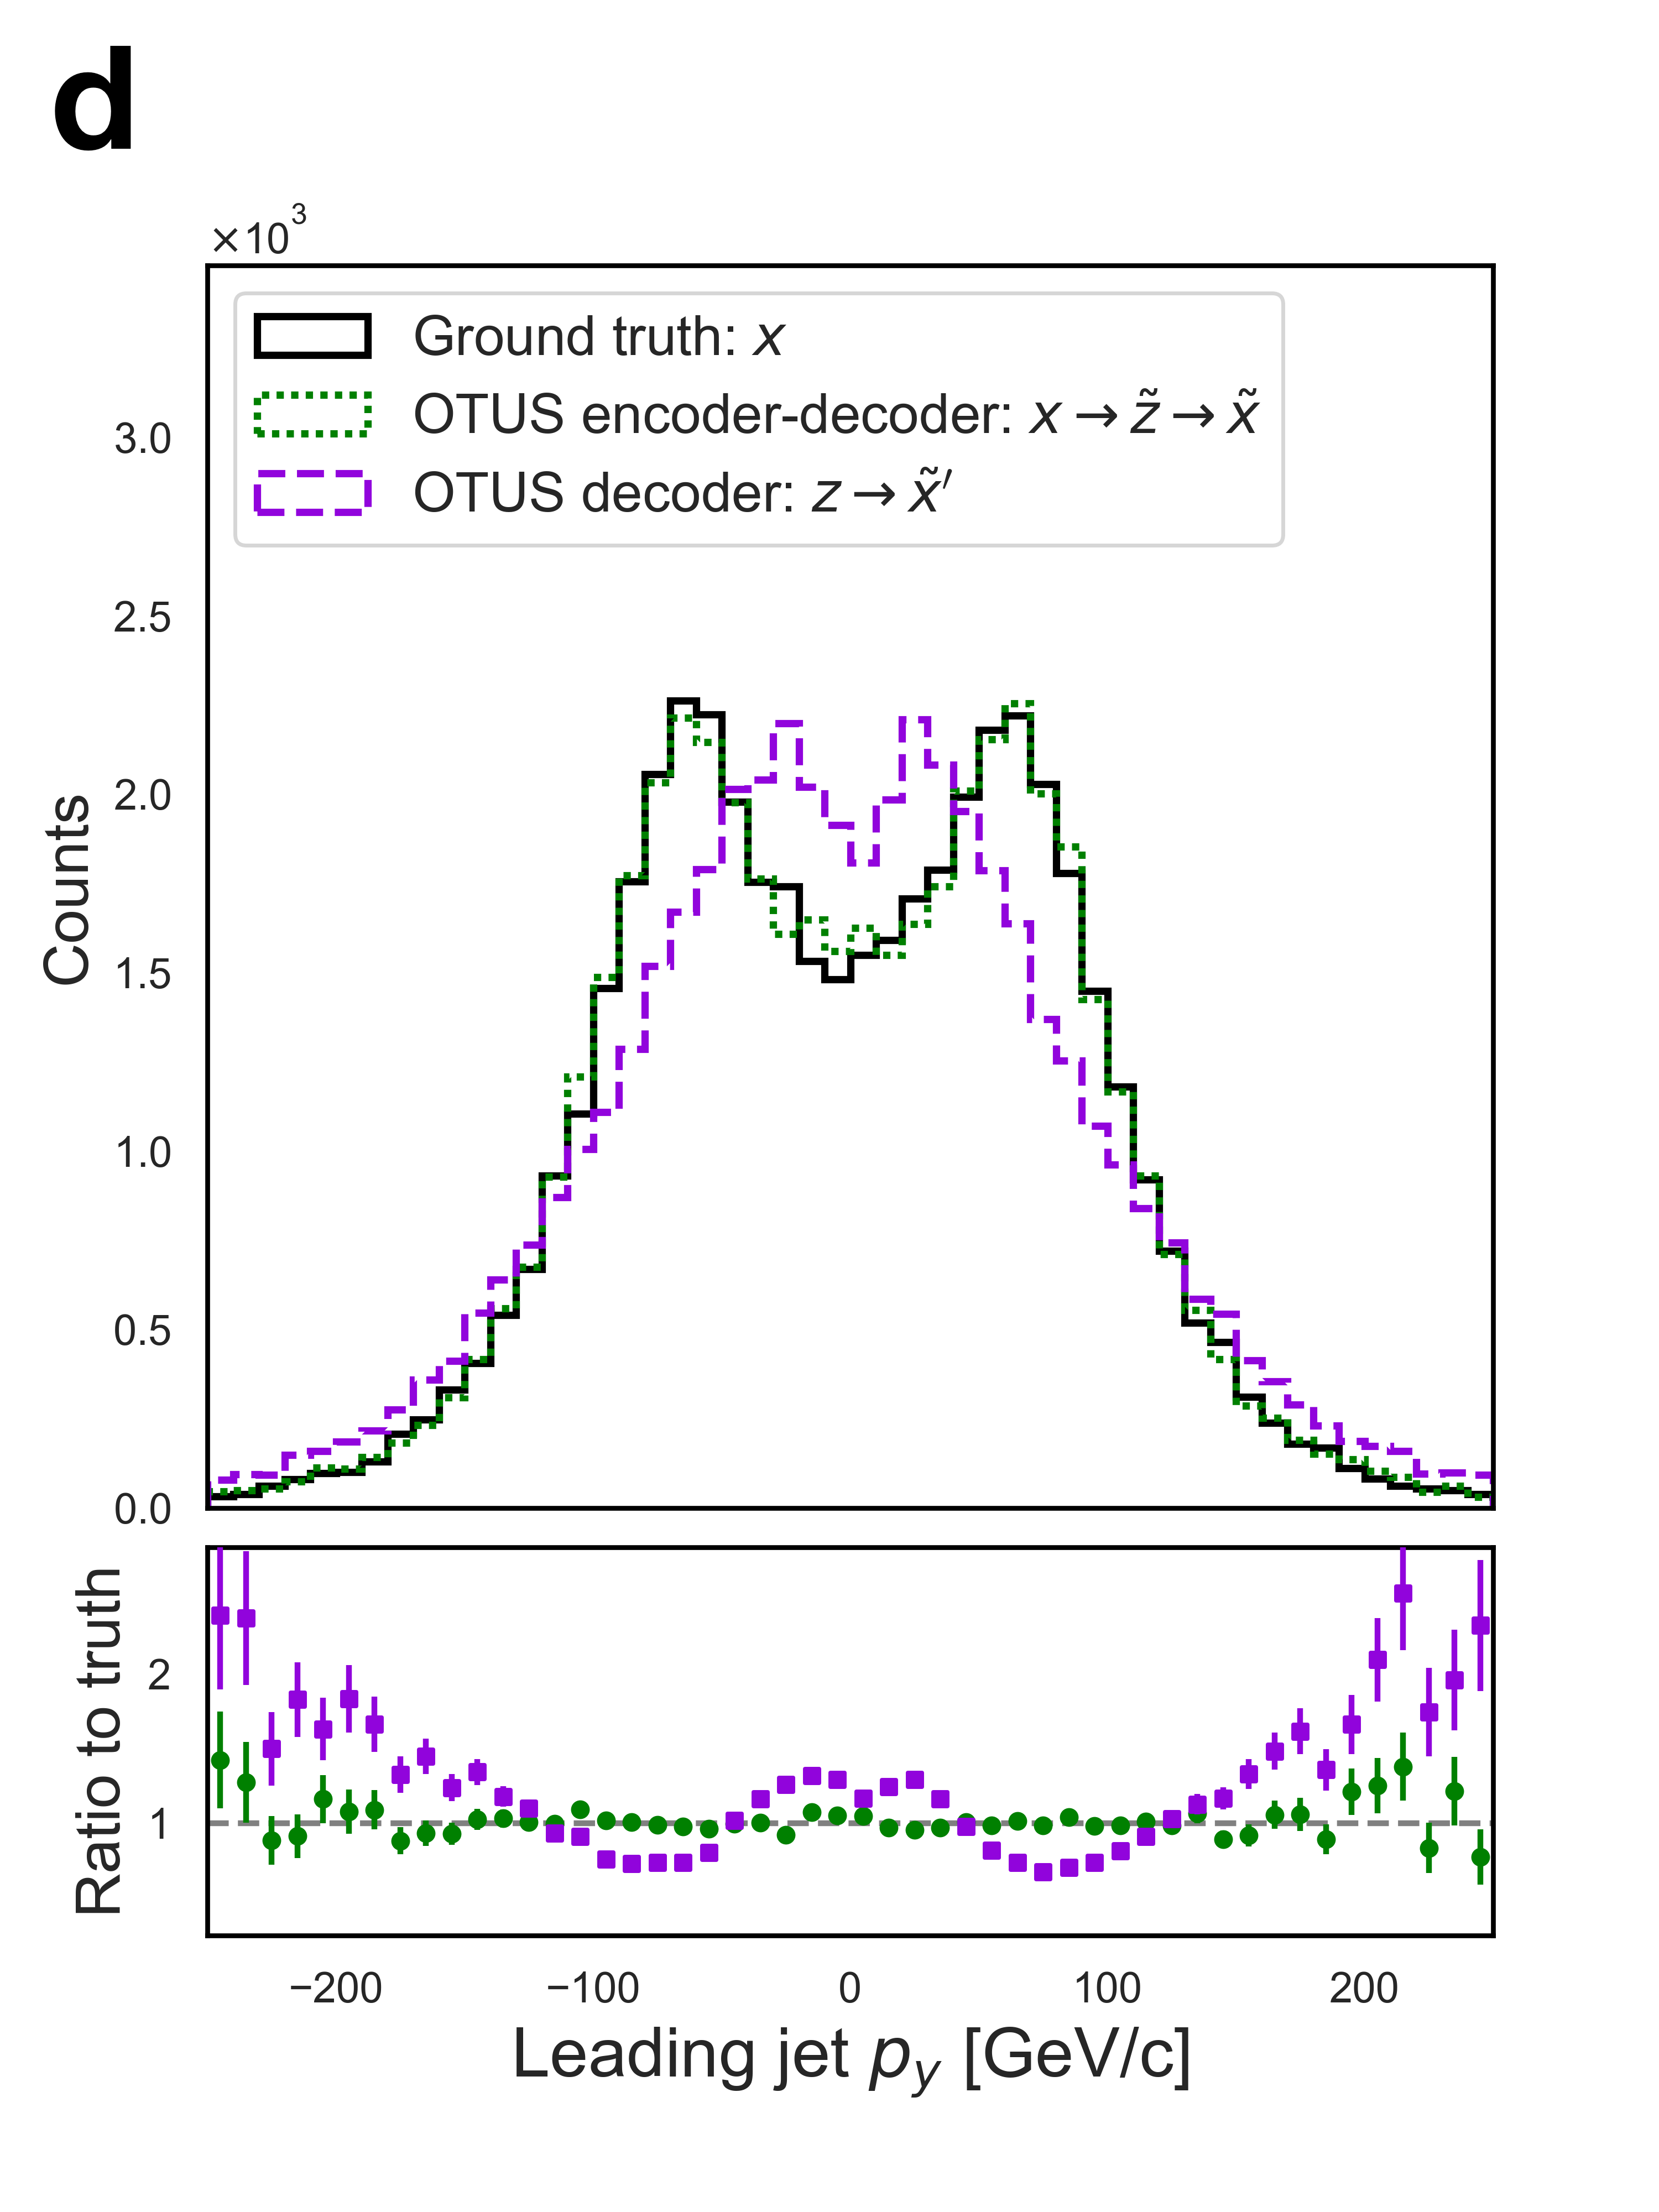 d
×10³
Ground truth: x
OTUS encoder-decoder: x → z̃ → x̃
OTUS decoder: z → x̃′
3.0
2.5
2.0
1.5
1.0
0.5
0.0
Counts
2
1
Ratio to truth
−200 −100 0 100 200
Leading jet p_y [GeV/c]